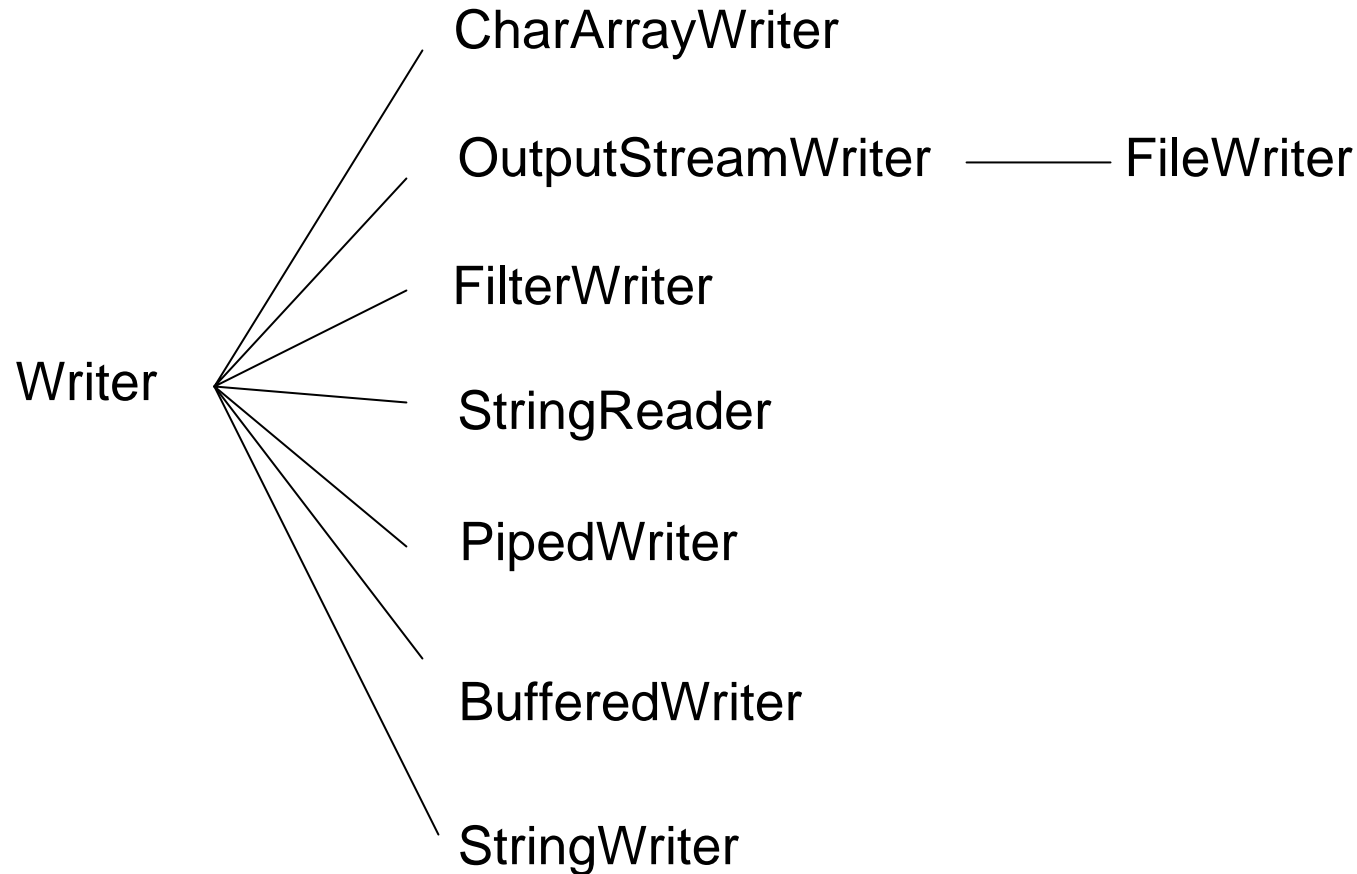 CharArrayWriter
OutputStreamWriter FileWriter
FilterWriter
Writer
StringReader
PipedWriter
BufferedWriter
StringWriter